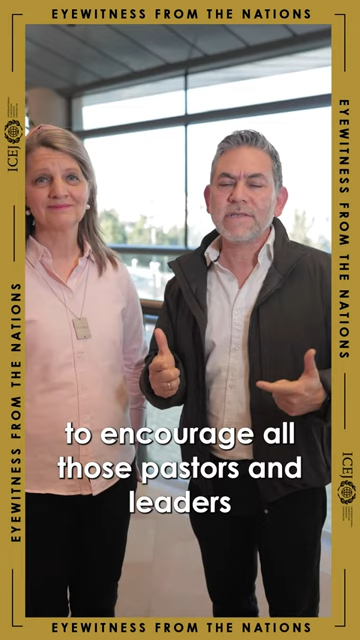 EYEWITNESS FROM THE NATIONS
ICEJ
EYEWITNESS FROM THE NATIONS
EYEWITNESS FROM THE NATIONS
to encourage all
those pastors and
leaders
ICEJ
EYEWITNESS FROM THE NATIONS